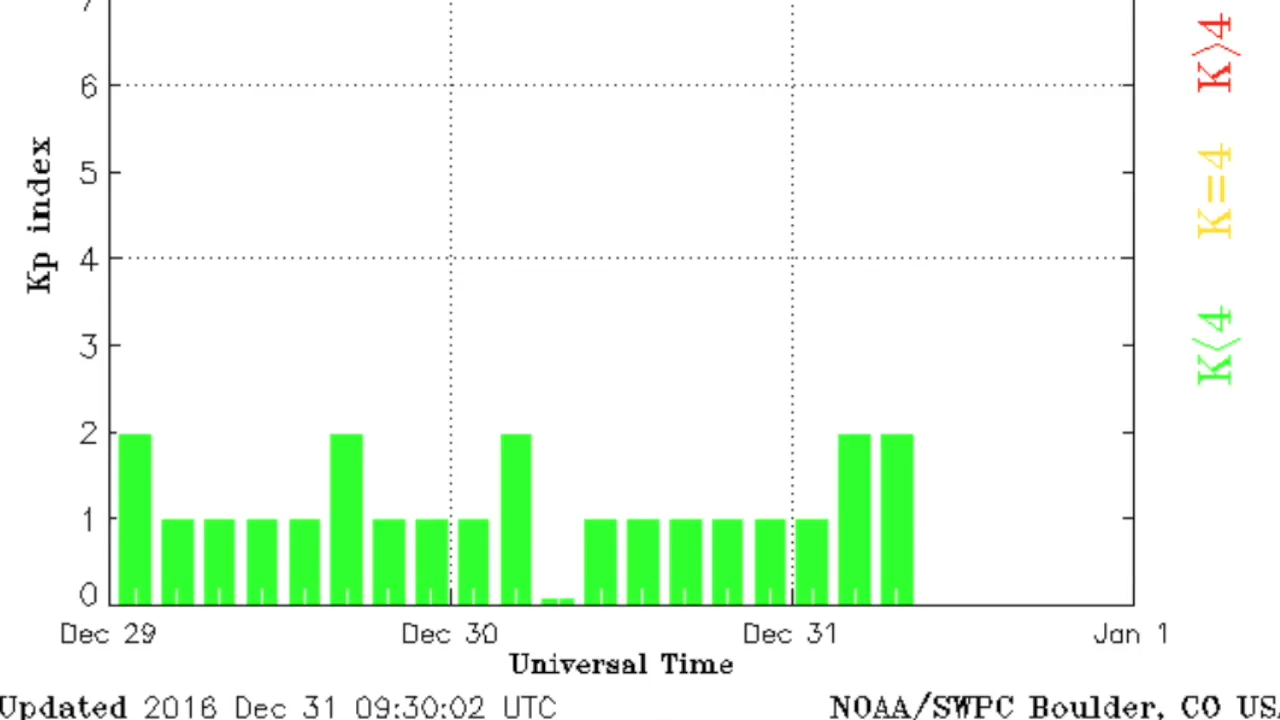 7
6
5
4
3
2
1
0
Kp index
K>4
K=4
K<4
Dec 29 Dec 30 Dec 31 Jan 1
Universal Time
Updated 2016 Dec 31 09:30:02 UTC NOAA/SWPC Boulder, CO US